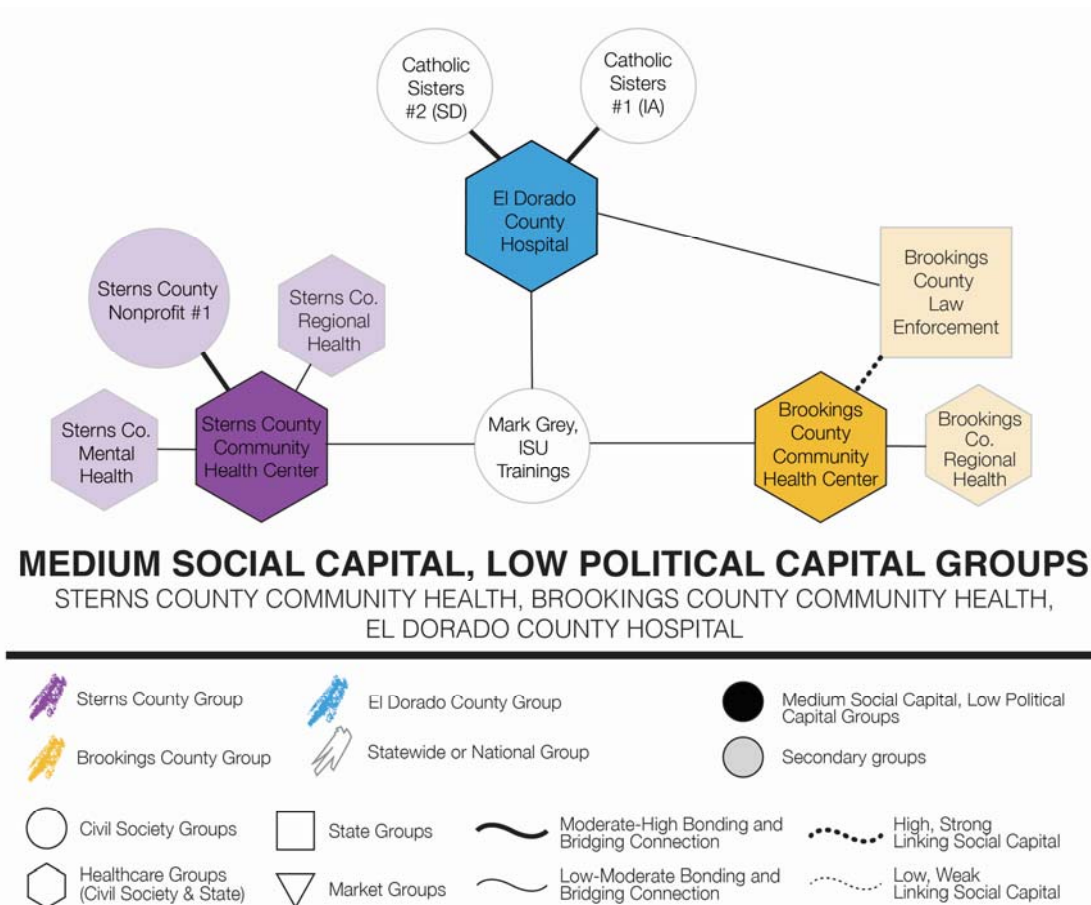 Catholic
Sisters
#2 (SD)
Catholic
Sisters
#1 (IA)
El Dorado
County
Hospital
Brookings
County
Law
Enforcement
Sterns County
Nonprofit #1
Sterns Co.
Regional
Health
Sterns Co.
Mental
Health
Sterns County
Community
Health Center
Mark Grey,
ISU
Trainings
Brookings
County
Community
Health Center
Brookings
Co.
Regional
Health
MEDIUM SOCIAL CAPITAL, LOW POLITICAL CAPITAL GROUPS
STERNS COUNTY COMMUNITY HEALTH, BROOKINGS COUNTY COMMUNITY HEALTH,
EL DORADO COUNTY HOSPITAL
Sterns County Group
El Dorado County Group
Medium Social Capital, Low Political
Capital Groups
Brookings County Group
Statewide or National Group
Secondary groups
Civil Society Groups
State Groups
Moderate-High Bonding and
Bridging Connection
High, Strong
Linking Social Capital
Healthcare Groups
(Civil Society & State)
Market Groups
Low-Moderate Bonding and
Bridging Connection
Low, Weak
Linking Social Capital